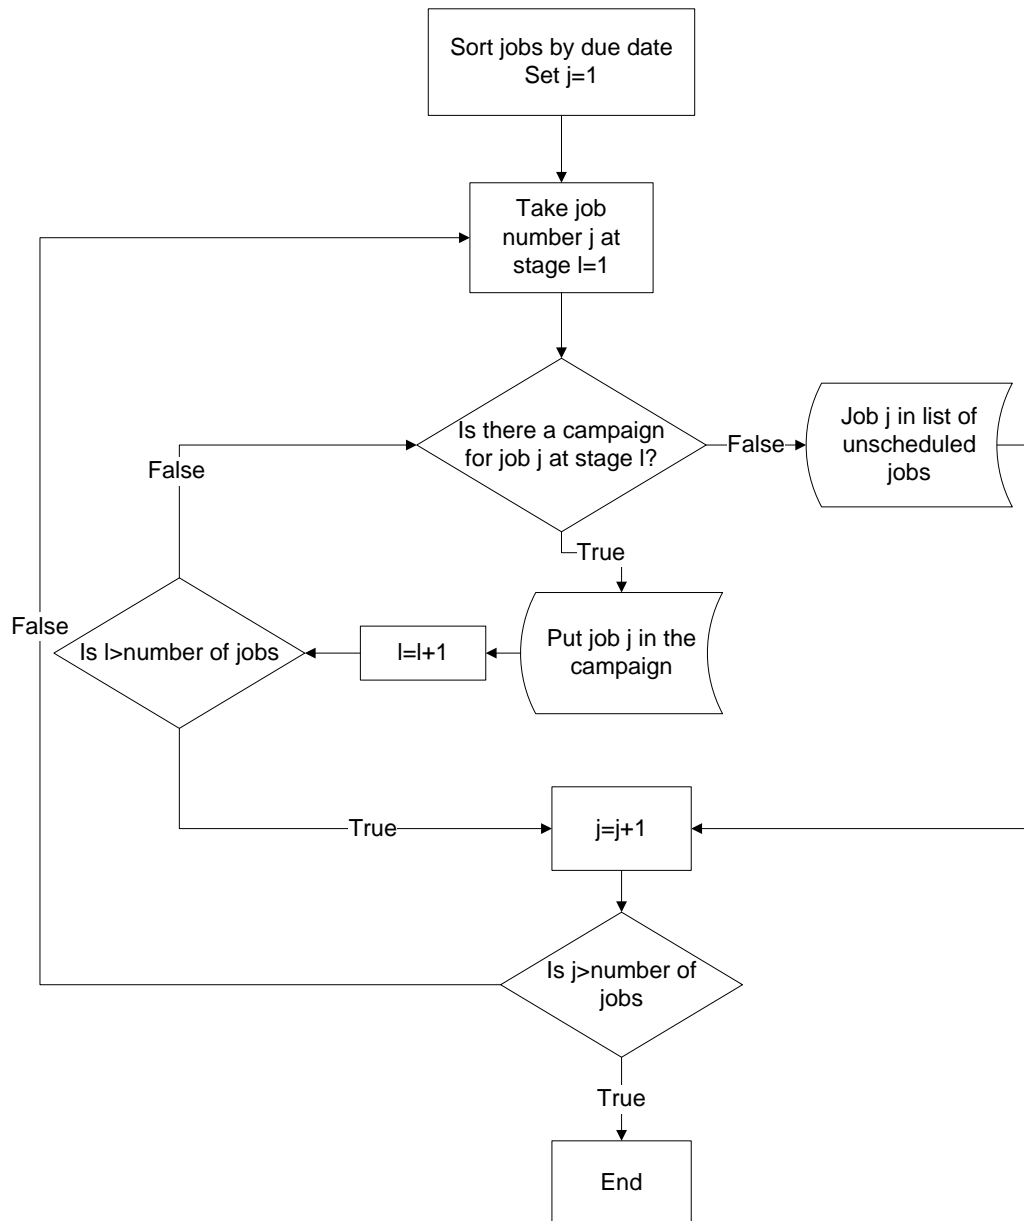 Sort jobs by due date
Set j=1
Take job
number j at
stage l=1
Is there a campaign
for job j at stage l?
False
Job j in list of
unscheduled
jobs
False
True
False
Is l>number of jobs
l=l+1
Put job j in the
campaign
True
j=j+1
Is j>number of
jobs
True
End